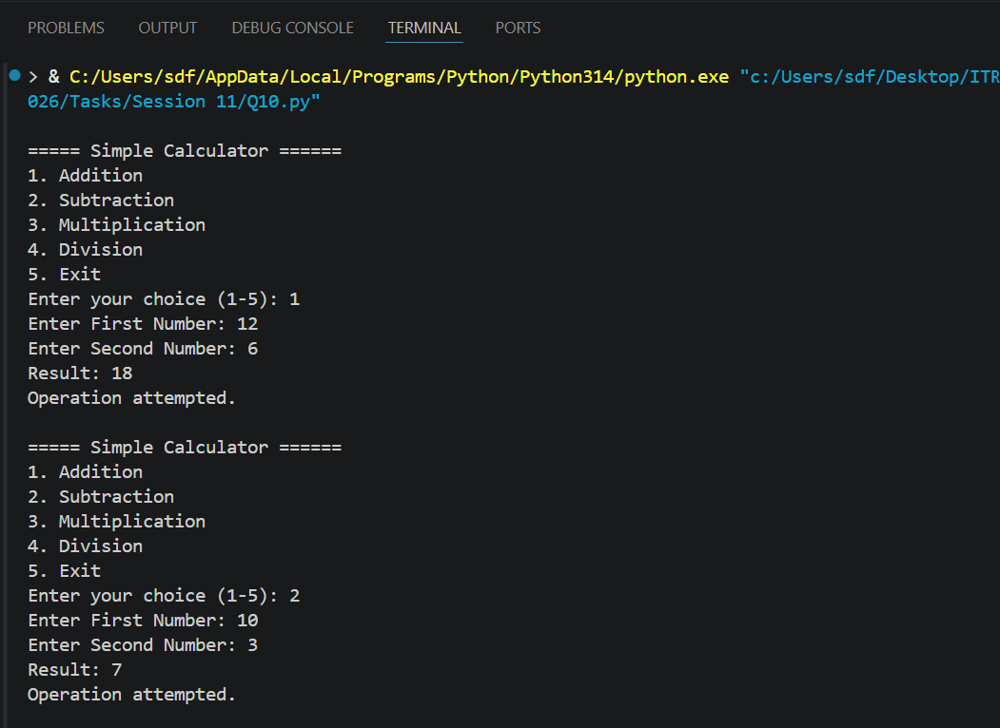 PROBLEMS OUTPUT DEBUG CONSOLE TERMINAL PORTS
> & C:/Users/sdf/AppData/Local/Programs/Python/Python314/python.exe "c:/Users/sdf/Desktop/ITR
026/Tasks/Session 11/Q10.py"
===== Simple Calculator ======
1. Addition
2. Subtraction
3. Multiplication
4. Division
5. Exit
Enter your choice (1-5): 1
Enter First Number: 12
Enter Second Number: 6
Result: 18
Operation attempted.
===== Simple Calculator ======
1. Addition
2. Subtraction
3. Multiplication
4. Division
5. Exit
Enter your choice (1-5): 2
Enter First Number: 10
Enter Second Number: 3
Result: 7
Operation attempted.